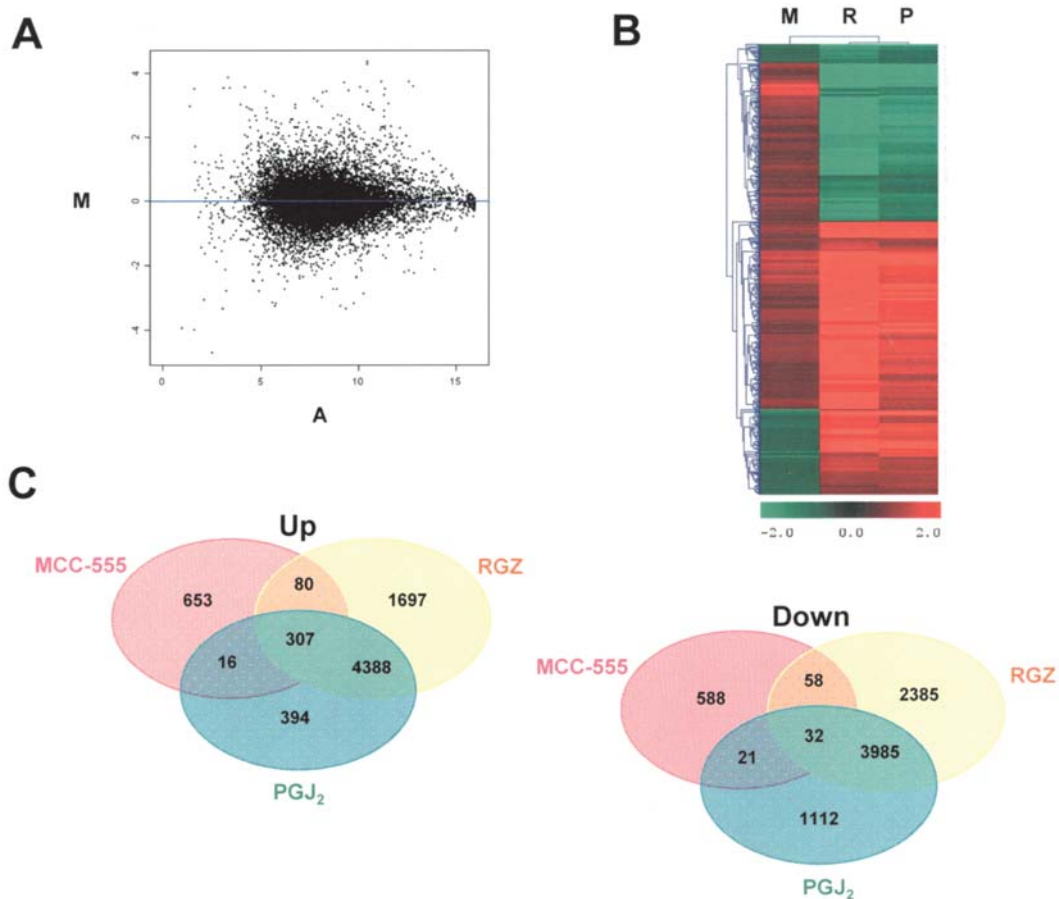 A
M
4
2
0
-2
-4
0 5 10 15
A
B
M R P
-2.0 0.0 2.0
C
Up
MCC-555
RGZ
653
80
1697
307
16
4388
394
PGJ₂
Down
MCC-555
RGZ
588
58
2385
32
21
3985
1112
PGJ₂